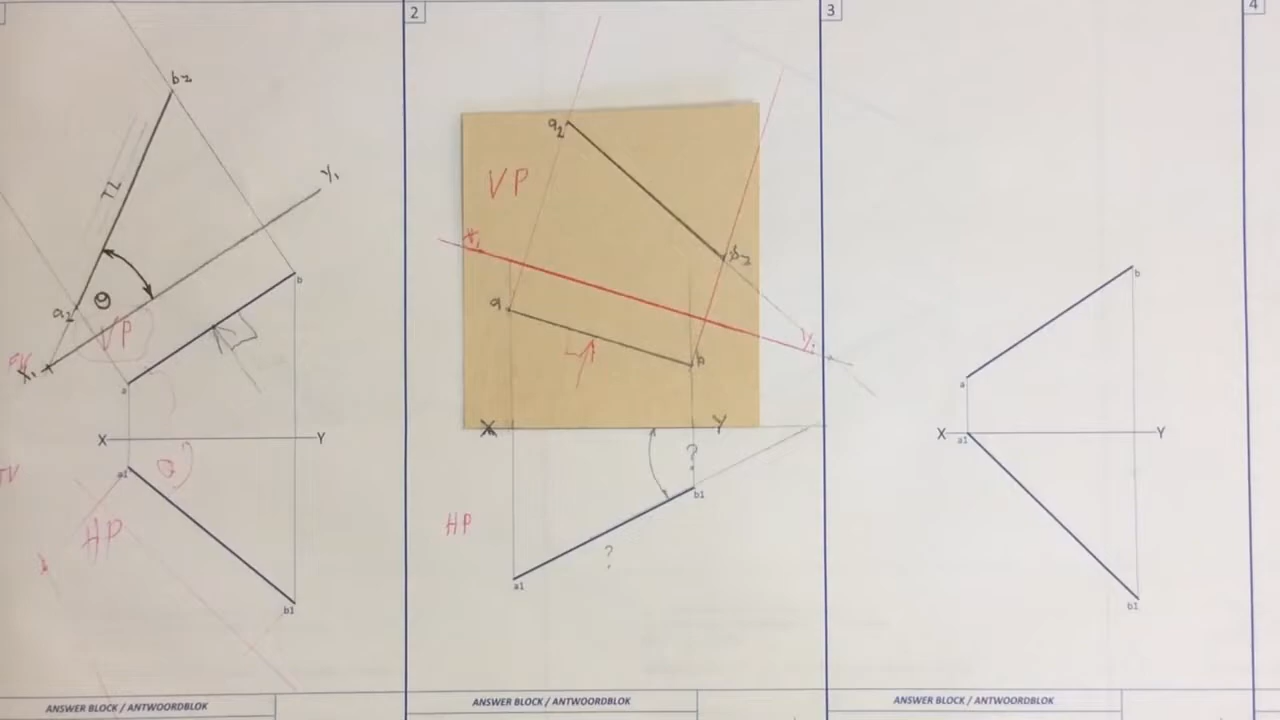 2
3
4
b2
TL
Y1
θ
a2
VP
X1
b
a
X
Y
a1
θ
HP
b1
ANSWER BLOCK / ANTWOORDBLOK
a2
VP
X1
b2
a
b
Y1
X
Y
?
b1
HP
?
a1
ANSWER BLOCK / ANTWOORDBLOK
b
a
X
a1
Y
b1
ANSWER BLOCK / ANTWOORDBLOK